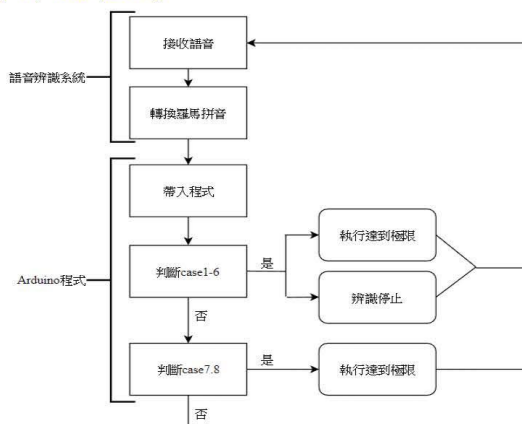 接收語音
語音辨識系統
轉換羅馬拼音
帶入程式
執行達到極限
是
判斷case1-6
Arduino程式
辨識停止
否
是
判斷case7.8
執行達到極限
否